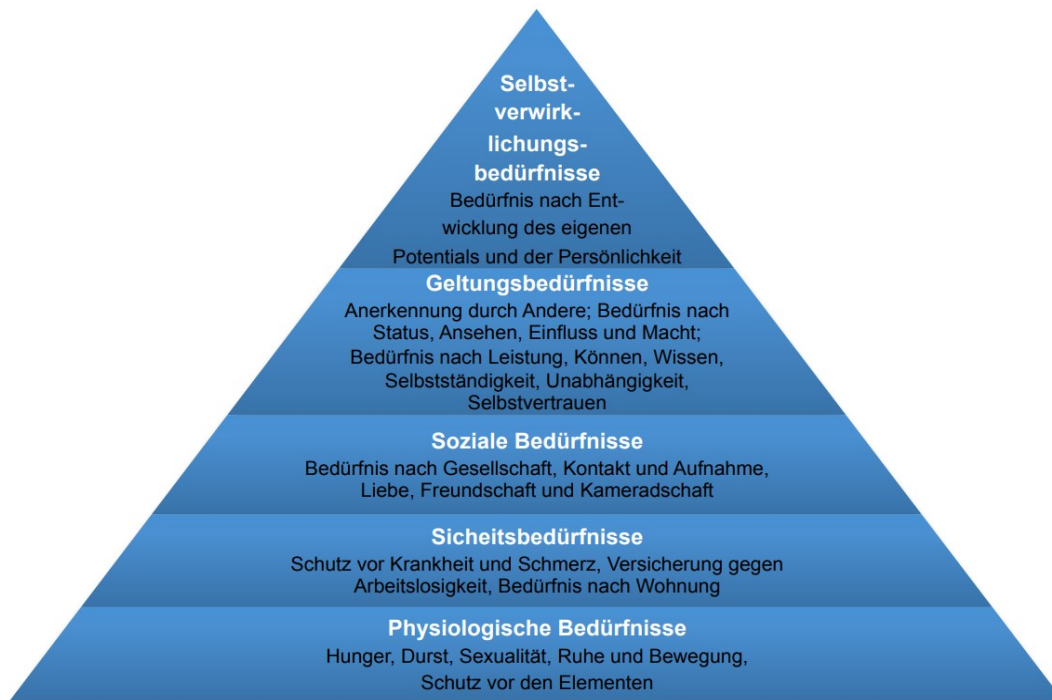 Selbst-
verwirk-
lichungs-
bedürfnisse
Bedürfnis nach Ent-
wicklung des eigenen
Potentials und der Persönlichkeit
Geltungsbedürfnisse
Anerkennung durch Andere; Bedürfnis nach
Status, Ansehen, Einfluss und Macht;
Bedürfnis nach Leistung, Können, Wissen,
Selbstständigkeit, Unabhängigkeit,
Selbstvertrauen
Soziale Bedürfnisse
Bedürfnis nach Gesellschaft, Kontakt und Aufnahme,
Liebe, Freundschaft und Kameradschaft
Sicheitsbedürfnisse
Schutz vor Krankheit und Schmerz, Versicherung gegen
Arbeitslosigkeit, Bedürfnis nach Wohnung
Physiologische Bedürfnisse
Hunger, Durst, Sexualität, Ruhe und Bewegung,
Schutz vor den Elementen